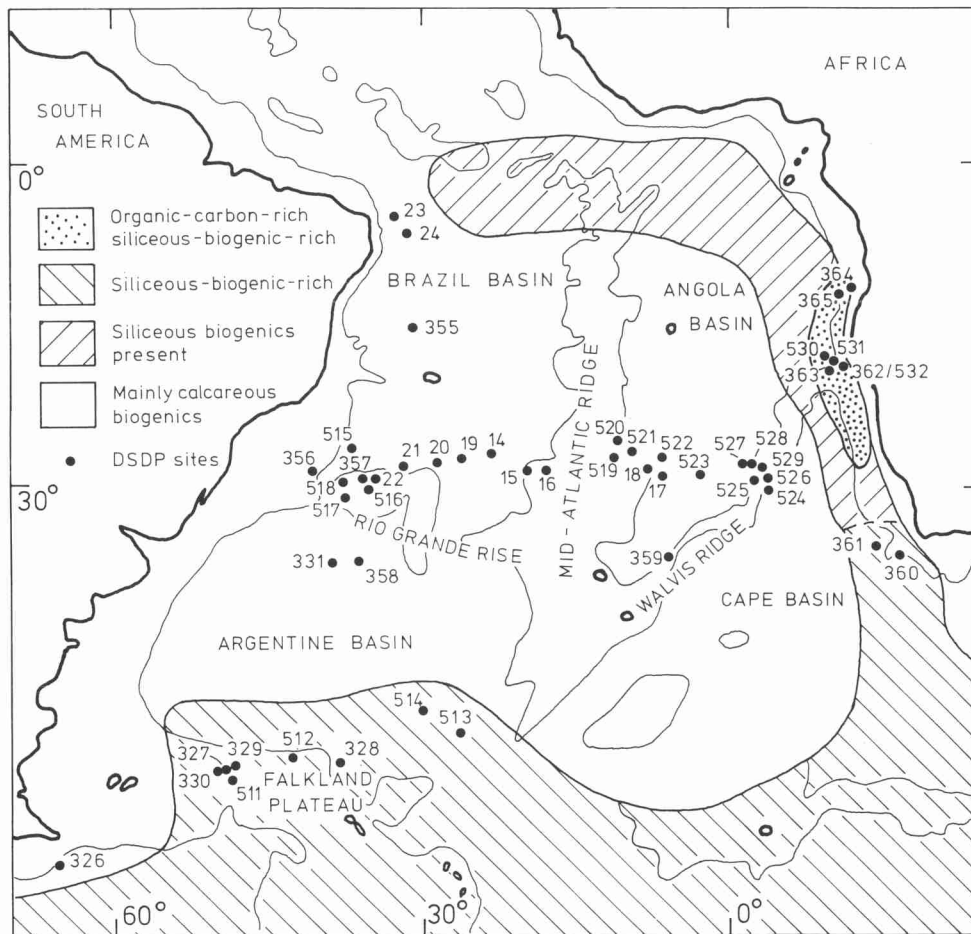 SOUTH
AMERICA
AFRICA
0°
Organic-carbon-rich
siliceous-biogenic-rich
Siliceous-biogenic-rich
Siliceous biogenics
present
Mainly calcareous
biogenics
DSDP sites
23
24
BRAZIL BASIN
355
ANGOLA
BASIN
364
365
530
531
363
362/532
MID-ATLANTIC RIDGE
515
356
357
518
517
22
516
21
20
19
14
15
16
520
521
519
18
522
17
523
527
528
529
526
525
524
30°
RIO GRANDE RISE
331
358
359
WALVIS RIDGE
361
360
CAPE BASIN
ARGENTINE BASIN
514
513
512
327
329
328
330
511
FALKLAND
PLATEAU
326
60°
30°
0°